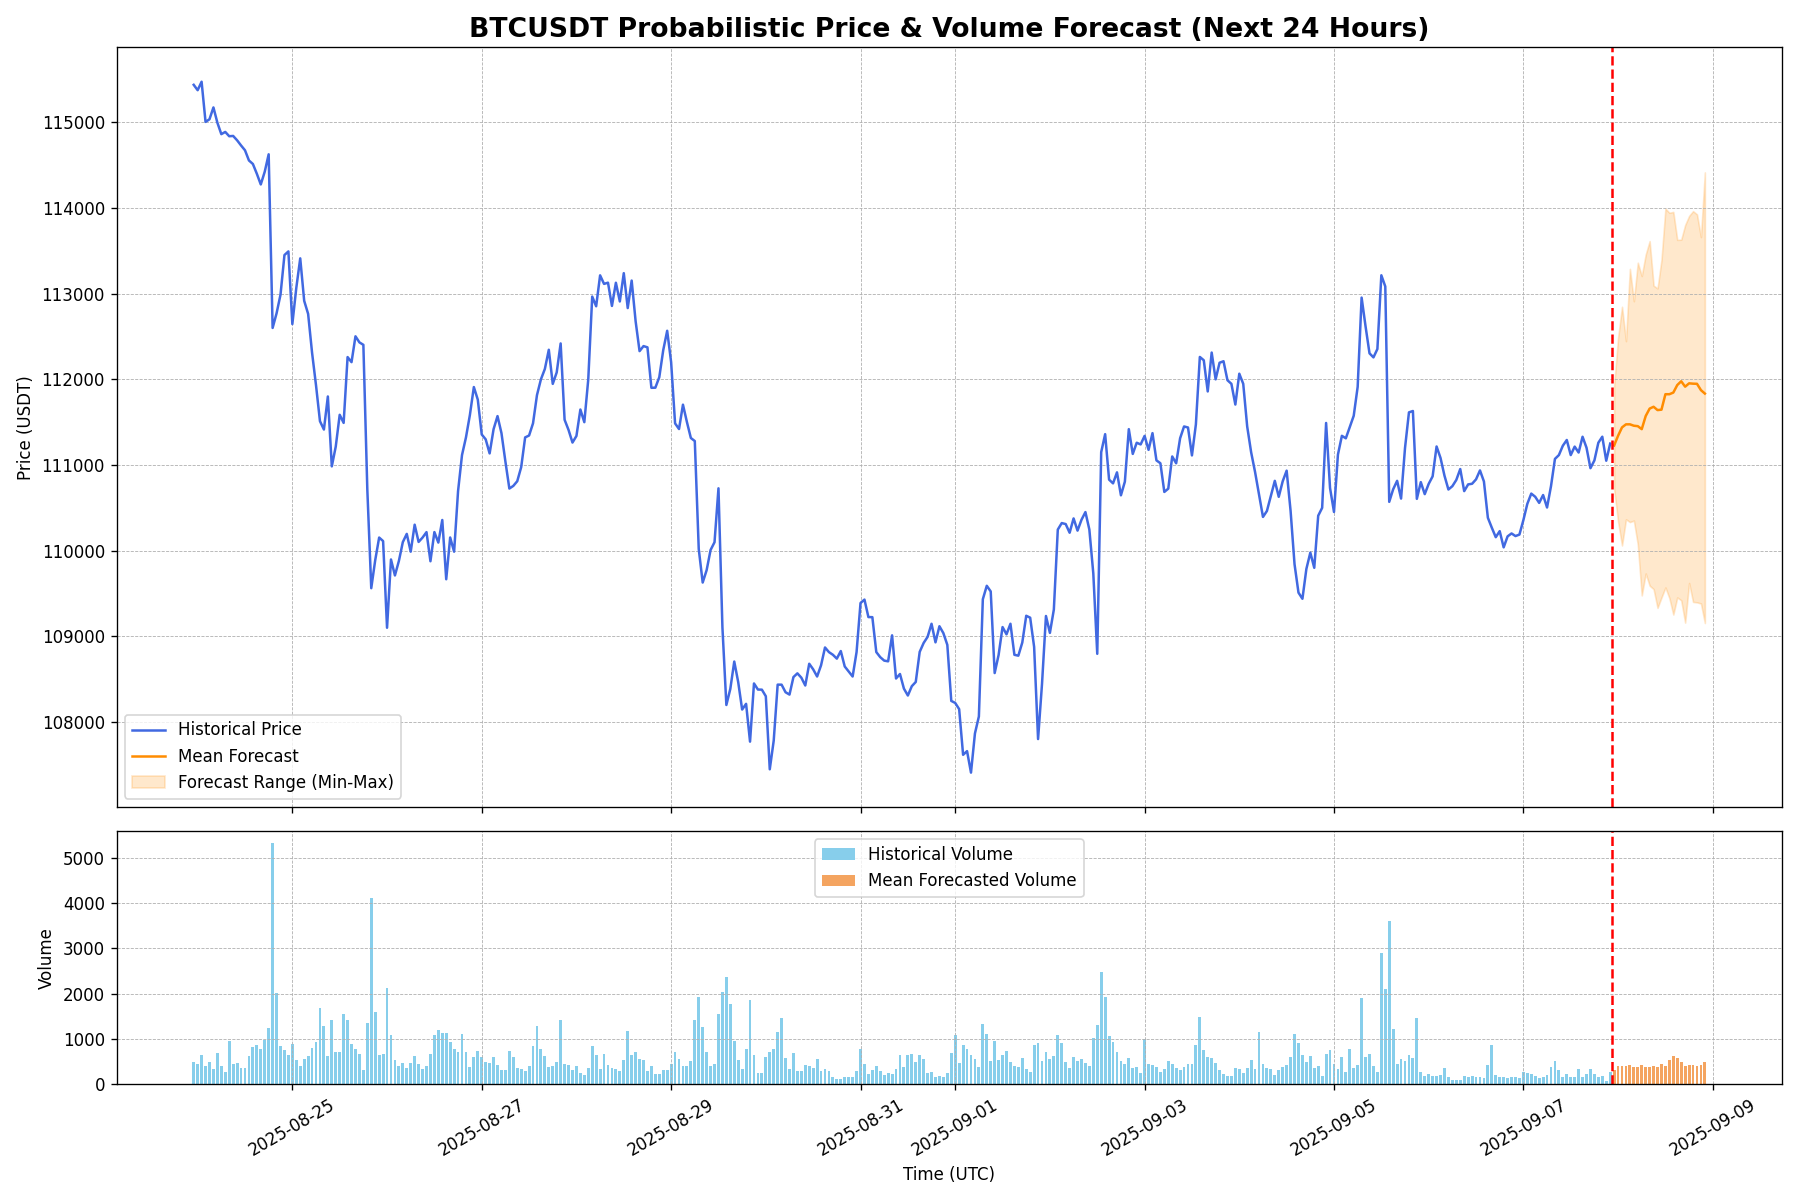 BTCUSDT Probabilistic Price & Volume Forecast (Next 24 Hours)
115000
114000
113000
112000
111000
110000
109000
108000
Price (USDT)
Historical Price
Mean Forecast
Forecast Range (Min-Max)
5000
4000
3000
2000
1000
0
Volume
Historical Volume
Mean Forecasted Volume
2025-08-25
2025-08-27
2025-08-29
2025-08-31
2025-09-01
2025-09-03
2025-09-05
2025-09-07
2025-09-09
Time (UTC)